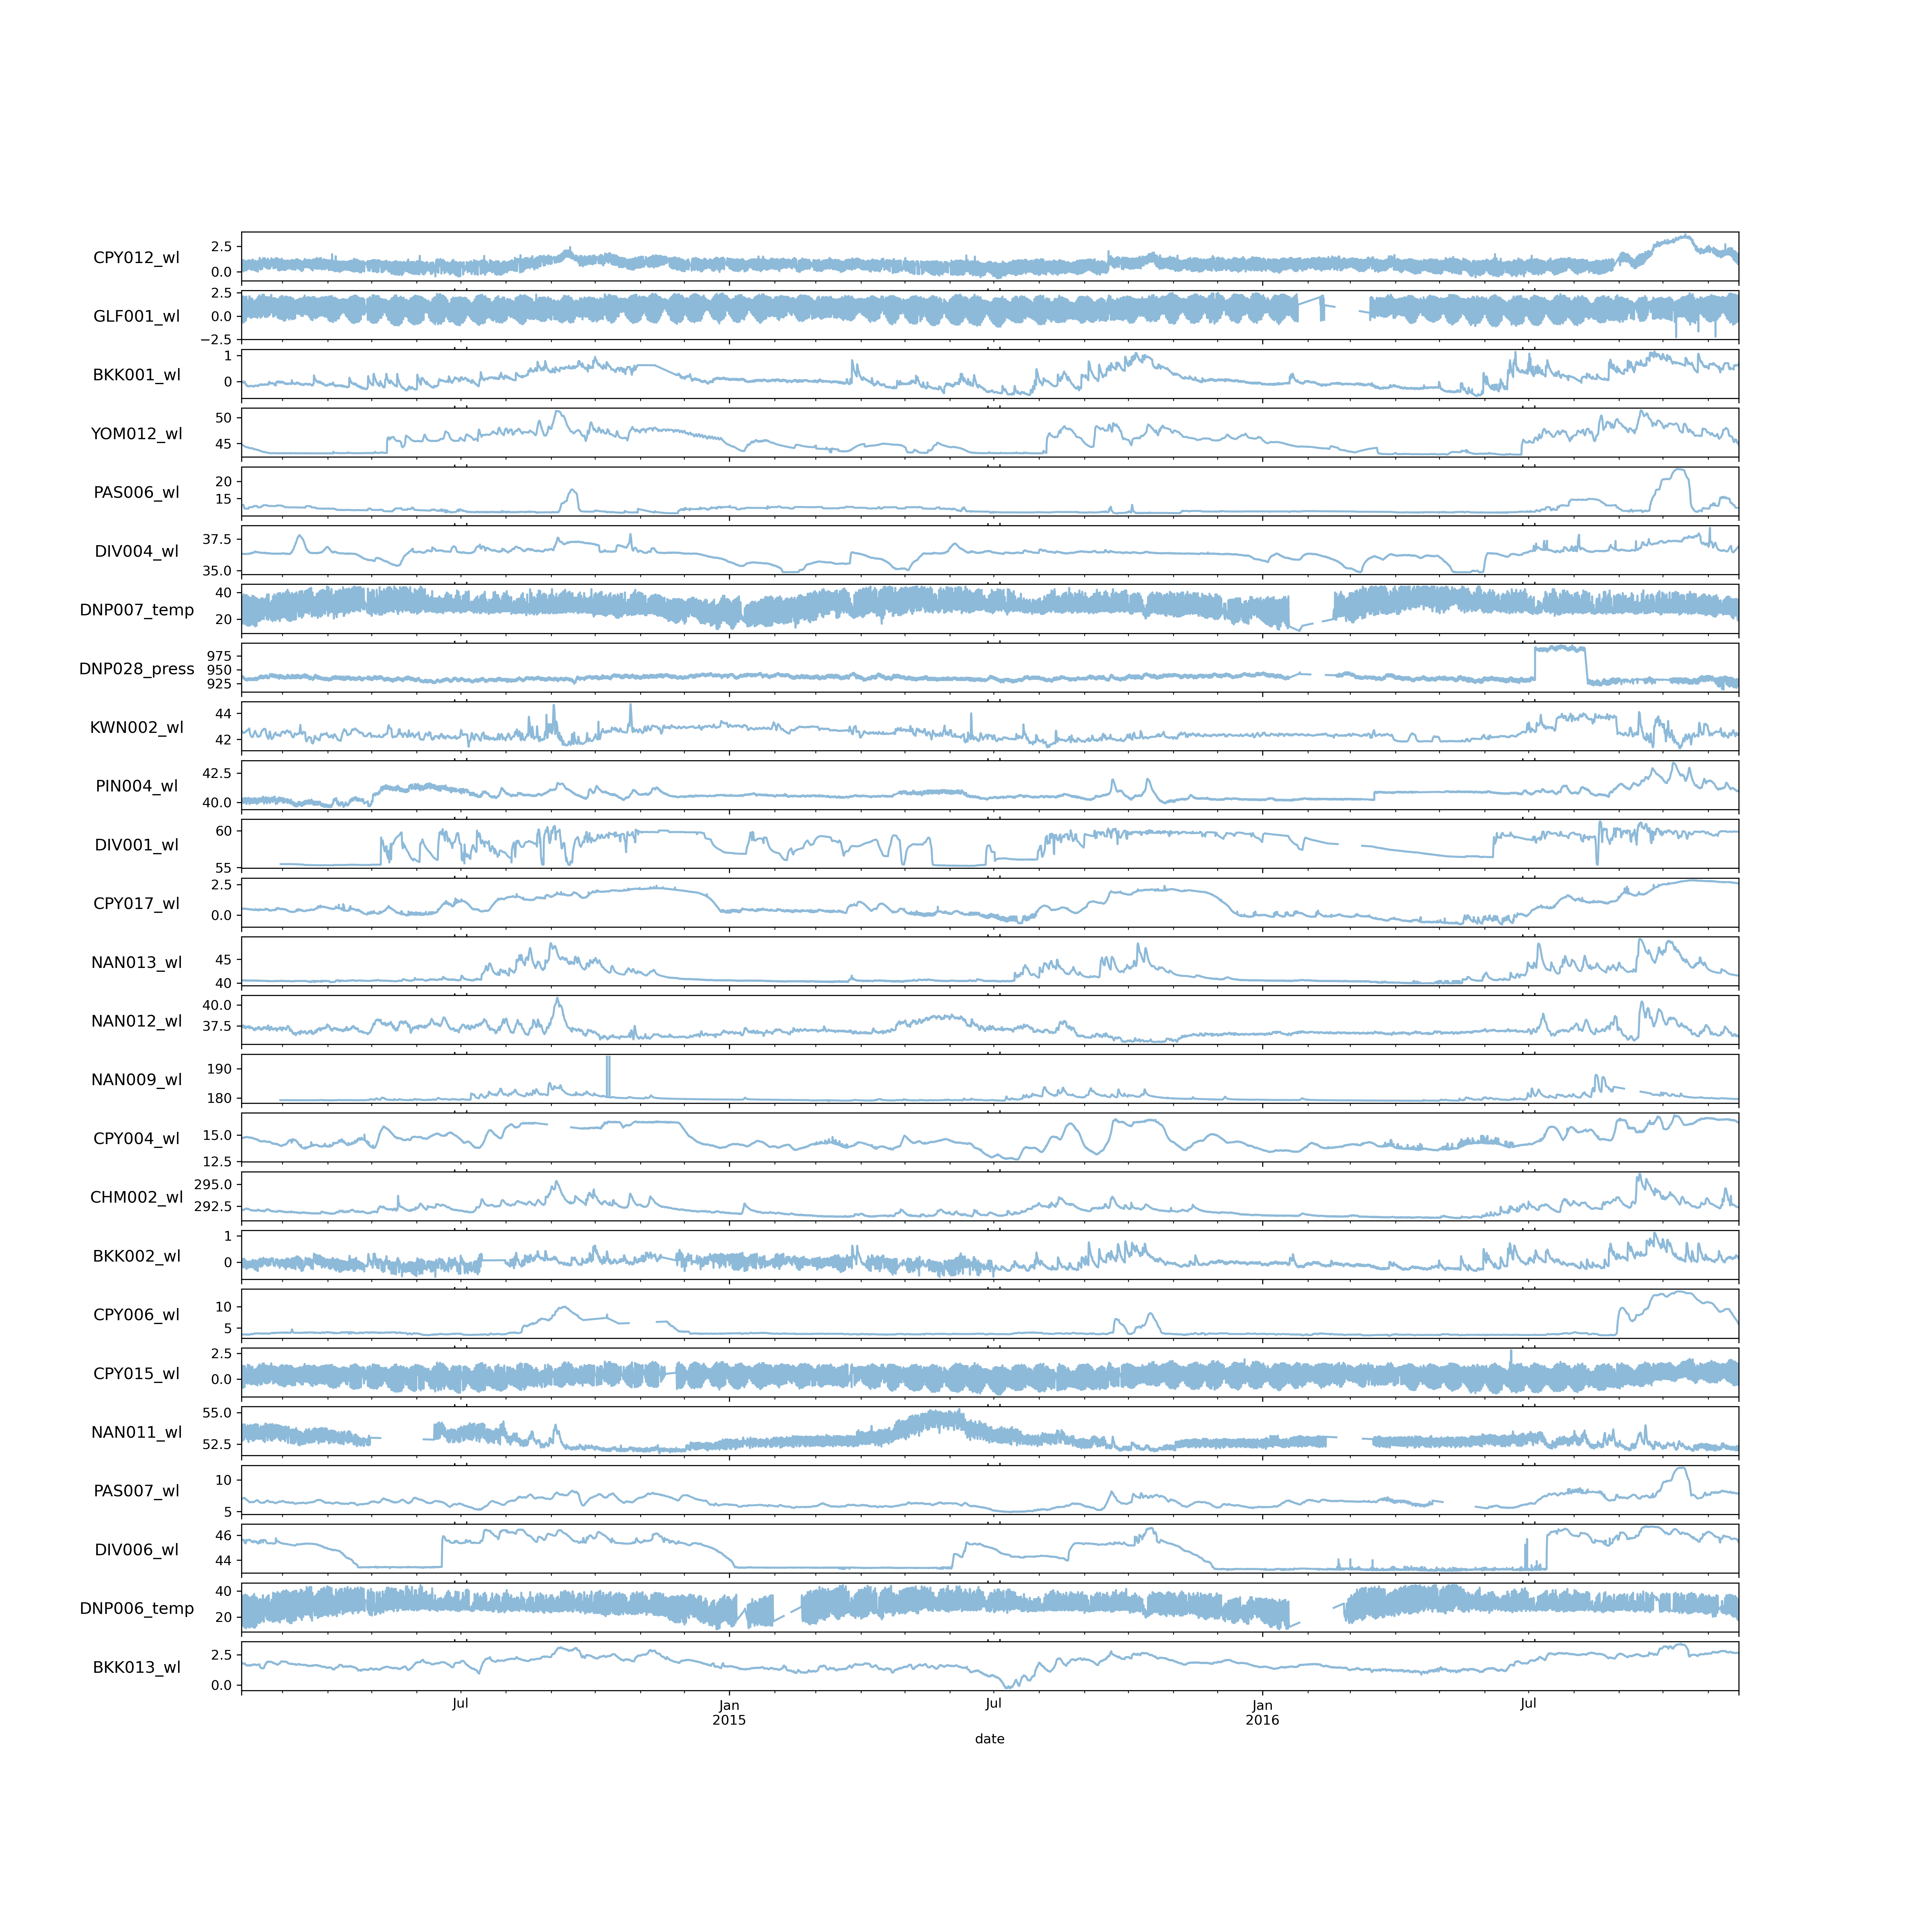 CPY012_wl 2.5 0.0
GLF001_wl 2.5 0.0 −2.5
BKK001_wl 1 0
YOM012_wl 50 45
PAS006_wl 20 15
DIV004_wl 37.5 35.0
DNP007_temp 40 20
DNP028_press 975 950 925
KWN002_wl 44 42
PIN004_wl 42.5 40.0
DIV001_wl 60 55
CPY017_wl 2.5 0.0
NAN013_wl 45 40
NAN012_wl 40.0 37.5
NAN009_wl 190 180
CPY004_wl 15.0 12.5
CHM002_wl 295.0 292.5
BKK002_wl 1 0
CPY006_wl 10 5
CPY015_wl 2.5 0.0
NAN011_wl 55.0 52.5
PAS007_wl 10 5
DIV006_wl 46 44
DNP006_temp 40 20
BKK013_wl 2.5 0.0
Jul Jan Jul Jan Jul
2015 2016
date